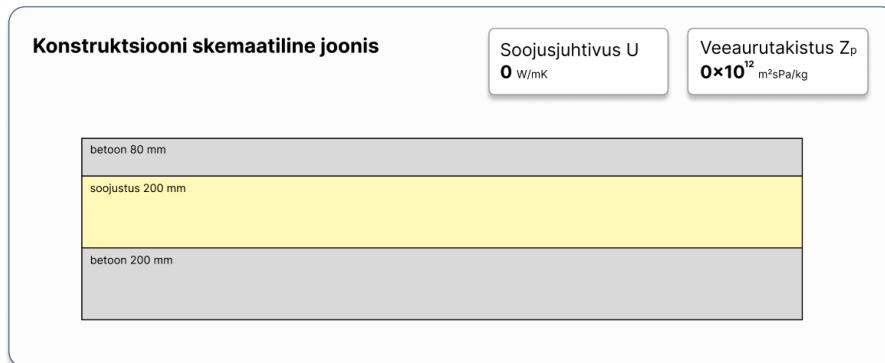 Konstruktsiooni skemaatiline joonis
Soojusjuhtivus U
0 W/mK
Veeaurutakistus Zp
0×10¹² m²sPa/kg
betoon 80 mm
soojustus 200 mm
betoon 200 mm